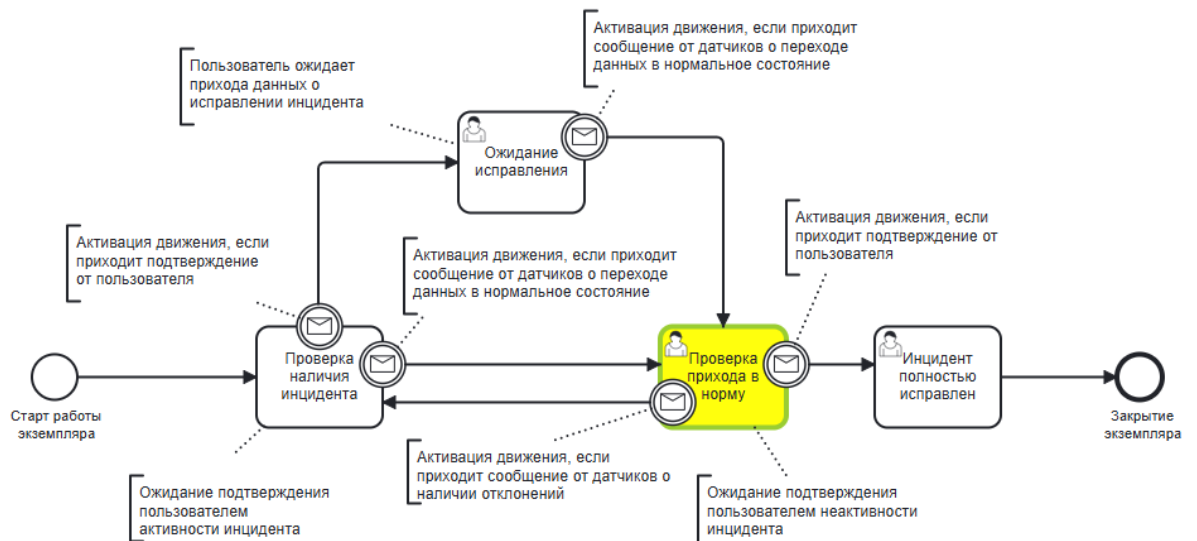 Активация движения, если приходит
сообщение от датчиков о переходе
данных в нормальное состояние
Пользователь ожидает
прихода данных о
исправлении инцидента
Ожидание
исправления
Активация движения, если
приходит подтверждение
от пользователя
Активация движения, если приходит
сообщение от датчиков о переходе
данных в нормальное состояние
Активация движения, если
приходит подтверждение от
пользователя
Старт работы
экземпляра
Проверка
наличия
инцидента
Проверка
прихода в
норму
Инцидент
полностью
исправлен
Закрытие
экземпляра
Ожидание подтверждения
пользователем
активности инцидента
Активация движения, если
приходит сообщение от датчиков о
наличии отклонений
Ожидание подтверждения
пользователем неактивности
инцидента